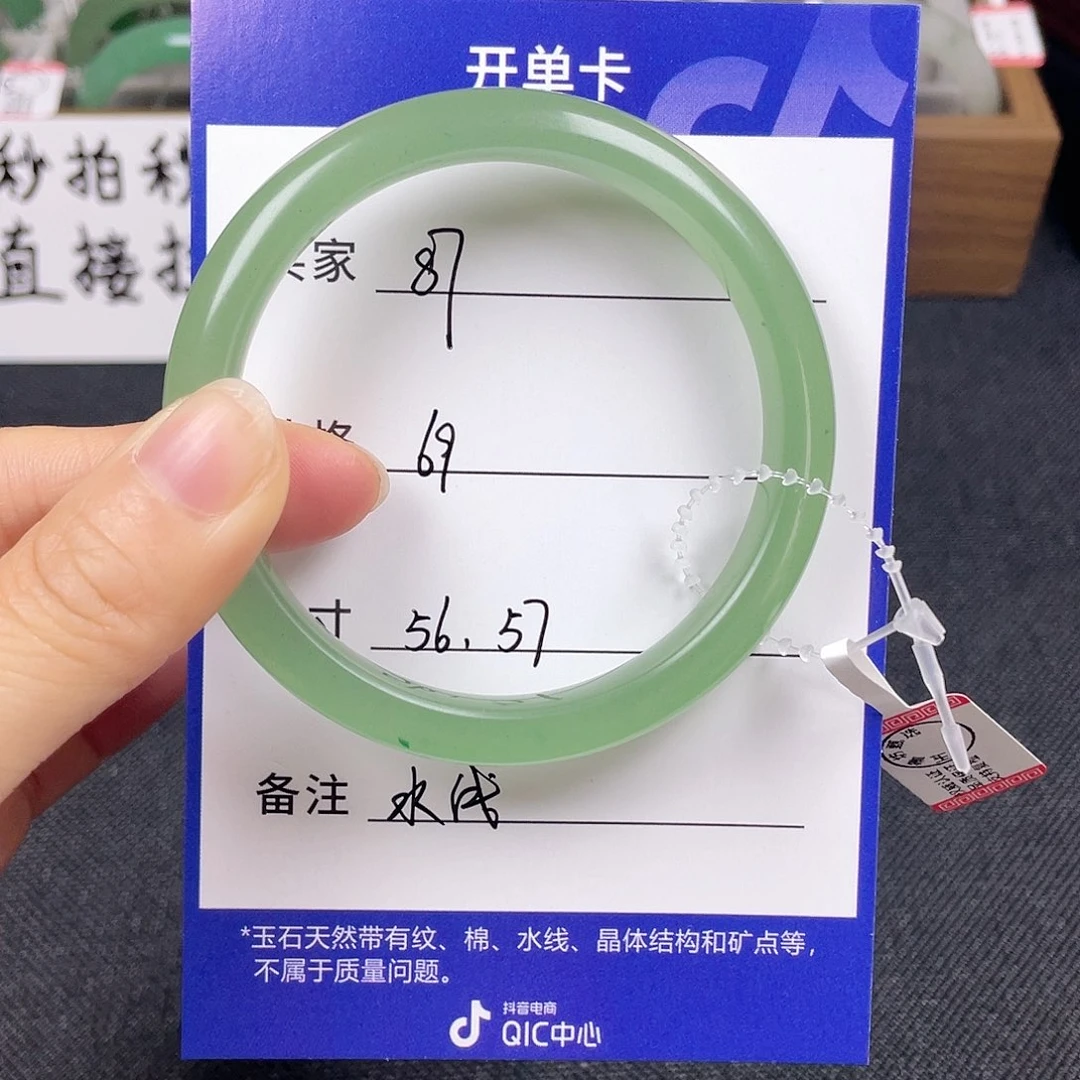 开单卡
秒拍秒
直接拍
家 87
格 69
寸 56.57
备注 水线
*玉石天然带有纹、棉、水线、晶体结构和矿点等，
不属于质量问题。
抖音电商
QIC中心